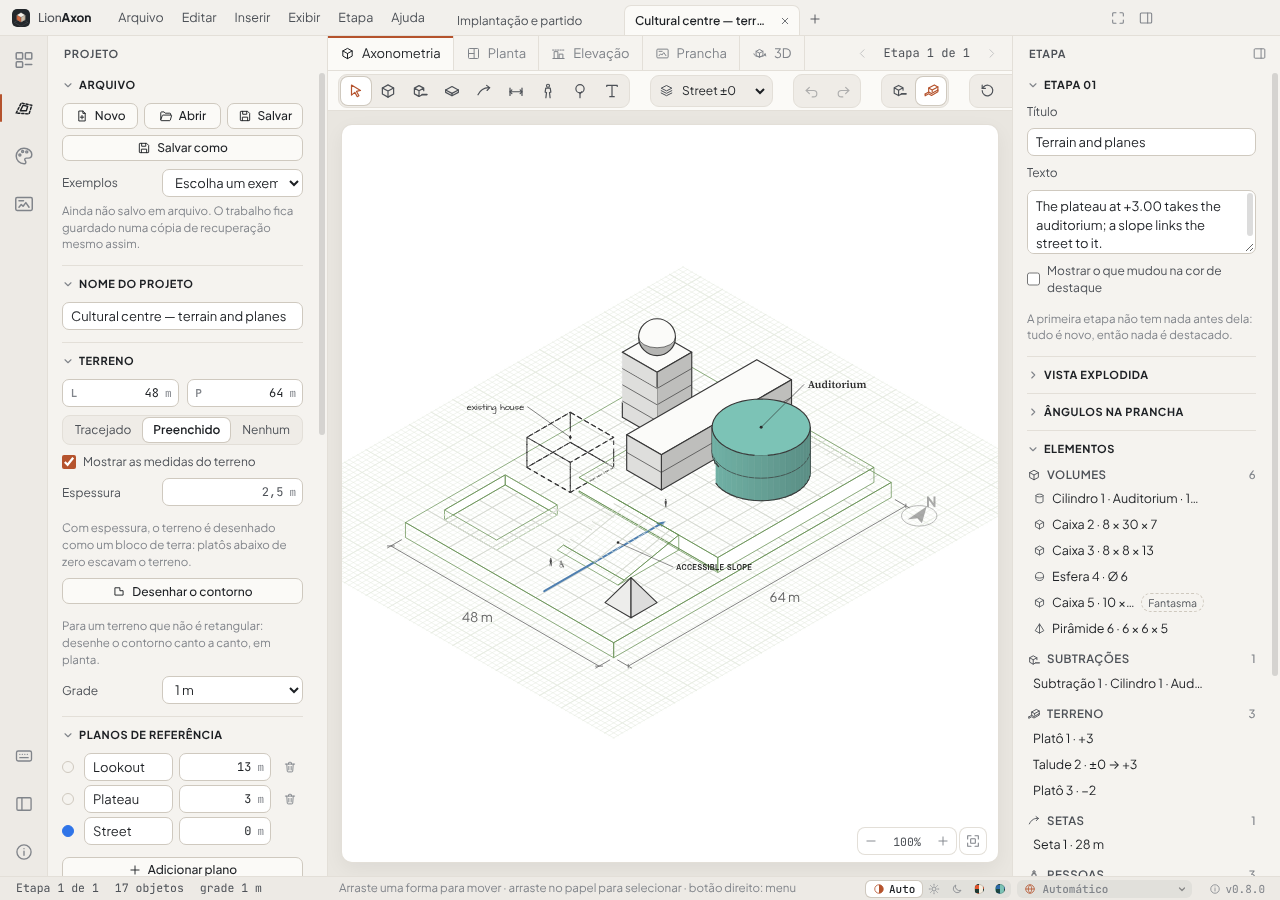 LionAxon
Arquivo
Editar
Inserir
Exibir
Etapa
Ajuda
Implantação e partido
Cultural centre — terr...
PROJETO
ARQUIVO
Novo
Abrir
Salvar
Salvar como
Exemplos
Escolha um exem
Ainda não salvo em arquivo. O trabalho fica
guardado numa cópia de recuperação
mesmo assim.
NOME DO PROJETO
Cultural centre — terrain and planes
TERRENO
L 48 m
P 64 m
Tracejado
Preenchido
Nenhum
Mostrar as medidas do terreno
Espessura
2,5 m
Com espessura, o terreno é desenhado
como um bloco de terra: platôs abaixo de
zero escavam o terreno.
Desenhar o contorno
Para um terreno que não é retangular:
desenhe o contorno canto a canto, em
planta.
Grade
1 m
PLANOS DE REFERÊNCIA
Lookout 13 m
Plateau 3 m
Street 0 m
Adicionar plano
Axonometria
Planta
Elevação
Prancha
3D
Etapa 1 de 1
Street ±0
existing house
Auditorium
N
ACCESSIBLE SLOPE
48 m
64 m
100%
ETAPA
ETAPA 01
Título
Terrain and planes
Texto
The plateau at +3.00 takes the
auditorium; a slope links the
street to it.
Mostrar o que mudou na cor de
destaque
A primeira etapa não tem nada antes dela:
tudo é novo, então nada é destacado.
VISTA EXPLODIDA
ÂNGULOS NA PRANCHA
ELEMENTOS
VOLUMES 6
Cilindro 1 · Auditorium · 1...
Caixa 2 · 8 × 30 × 7
Caixa 3 · 8 × 8 × 13
Esfera 4 · Ø 6
Caixa 5 · 10 ×... Fantasma
Pirâmide 6 · 6 × 6 × 5
SUBTRAÇÕES 1
Subtração 1 · Cilindro 1 · Aud...
TERRENO 3
Platô 1 · +3
Talude 2 · ±0 → +3
Platô 3 · −2
SETAS 1
Seta 1 · 28 m
PESSOAS 3
Etapa 1 de 1
17 objetos
grade 1 m
Arraste uma forma para mover · arraste no papel para selecionar · botão direito: menu
Auto
Automático
v0.8.0